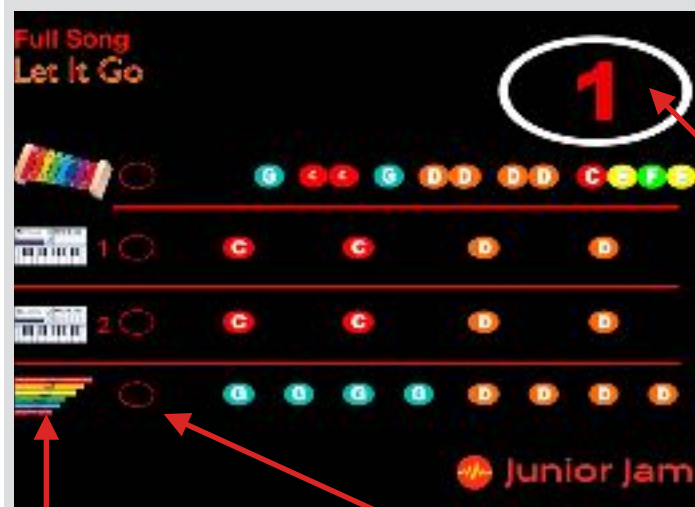 Full Song
Let It Go
1
G C C G D D D D C E F E
1 C C D D
2 C C D D
G G G G D D D D
Junior Jam